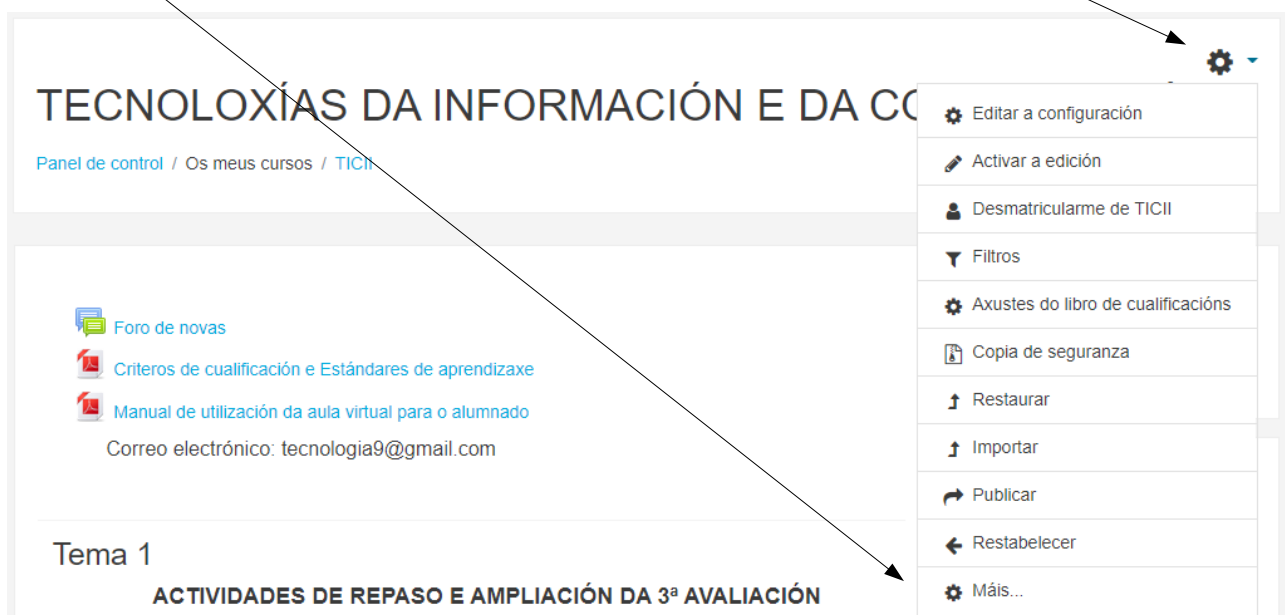 TECNOLOXÍAS DA INFORMACIÓN E DA CO
Panel de control / Os meus cursos / TICII
Foro de novas
Criteros de cualificación e Estándares de aprendizaxe
Manual de utilización da aula virtual para o alumnado
Correo electrónico: tecnologia9@gmail.com
Tema 1
ACTIVIDADES DE REPASO E AMPLIACIÓN DA 3ª AVALIACIÓN
Editar a configuración
Activar a edición
Desmatricularme de TICII
Filtros
Axustes do libro de cualificacións
Copia de seguranza
Restaurar
Importar
Publicar
Restabelecer
Máis...